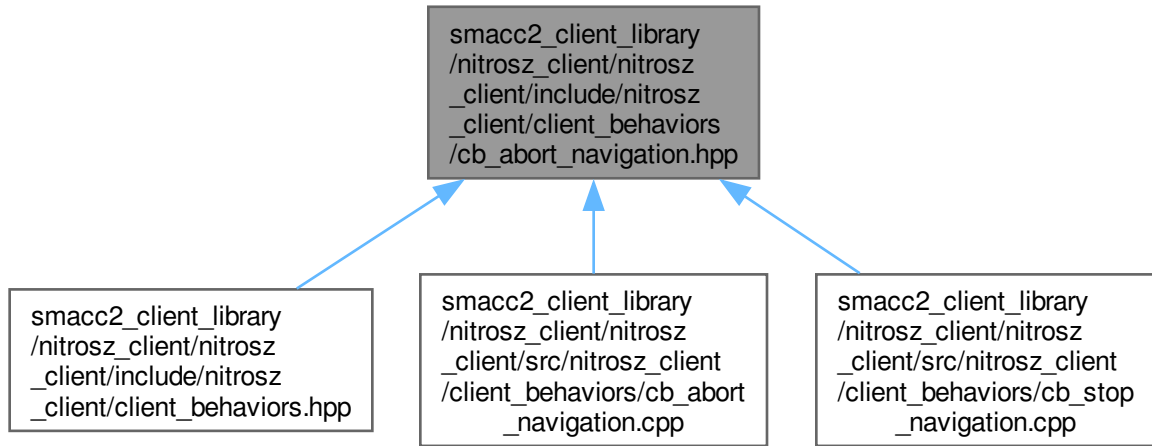 smacc2_client_library
/nitrosz_client/nitrosz
_client/include/nitrosz
_client/client_behaviors
/cb_abort_navigation.hpp
smacc2_client_library
/nitrosz_client/nitrosz
_client/include/nitrosz
_client/client_behaviors.hpp
smacc2_client_library
/nitrosz_client/nitrosz
_client/src/nitrosz_client
/client_behaviors/cb_abort
_navigation.cpp
smacc2_client_library
/nitrosz_client/nitrosz
_client/src/nitrosz_client
/client_behaviors/cb_stop
_navigation.cpp